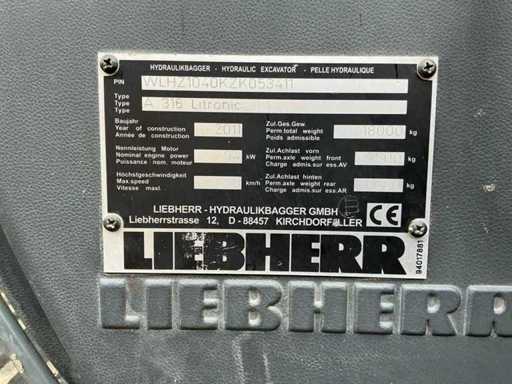 HYDRAULIKBAGGER - HYDRAULIC EXCAVATOR - PELLE HYDRAULIQUE
PIN WLHZ1040KZK053411
Type
Type A 316 Litronic
Type
Baujahr
Year of construction 2011
Année de construction
Zul.Ges.Gew.
Perm.total weight 18000 kg
Poids admissible
Nennleistung Motor
Nominal engine power kW
Puissance nom. moteur
Zul.Achslast vorn
Perm.axle weight front kg
Charge admis.sur ess.AV
Höchstgeschwindigkeit
Max.speed km/h
Vitesse maxi.
Zul.Achslast hinten
Perm.axle weight rear kg
Charge admis.sur ess.AR
LIEBHERR - HYDRAULIKBAGGER GMBH
Liebherrstrasse 12, D - 88457 KIRCHDORF/ILLER
CE
LIEBHERR
94017881
LIEBHERR